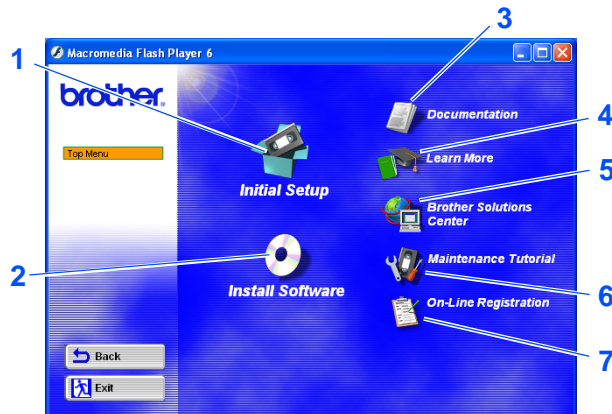 3
Macromedia Flash Player 6
1
brother.
Documentation
4
Top Menu
Learn More
5
Initial Setup
Brother Solutions
Center
2
Maintenance Tutorial
Install Software
6
On-Line Registration
7
Back
Exit